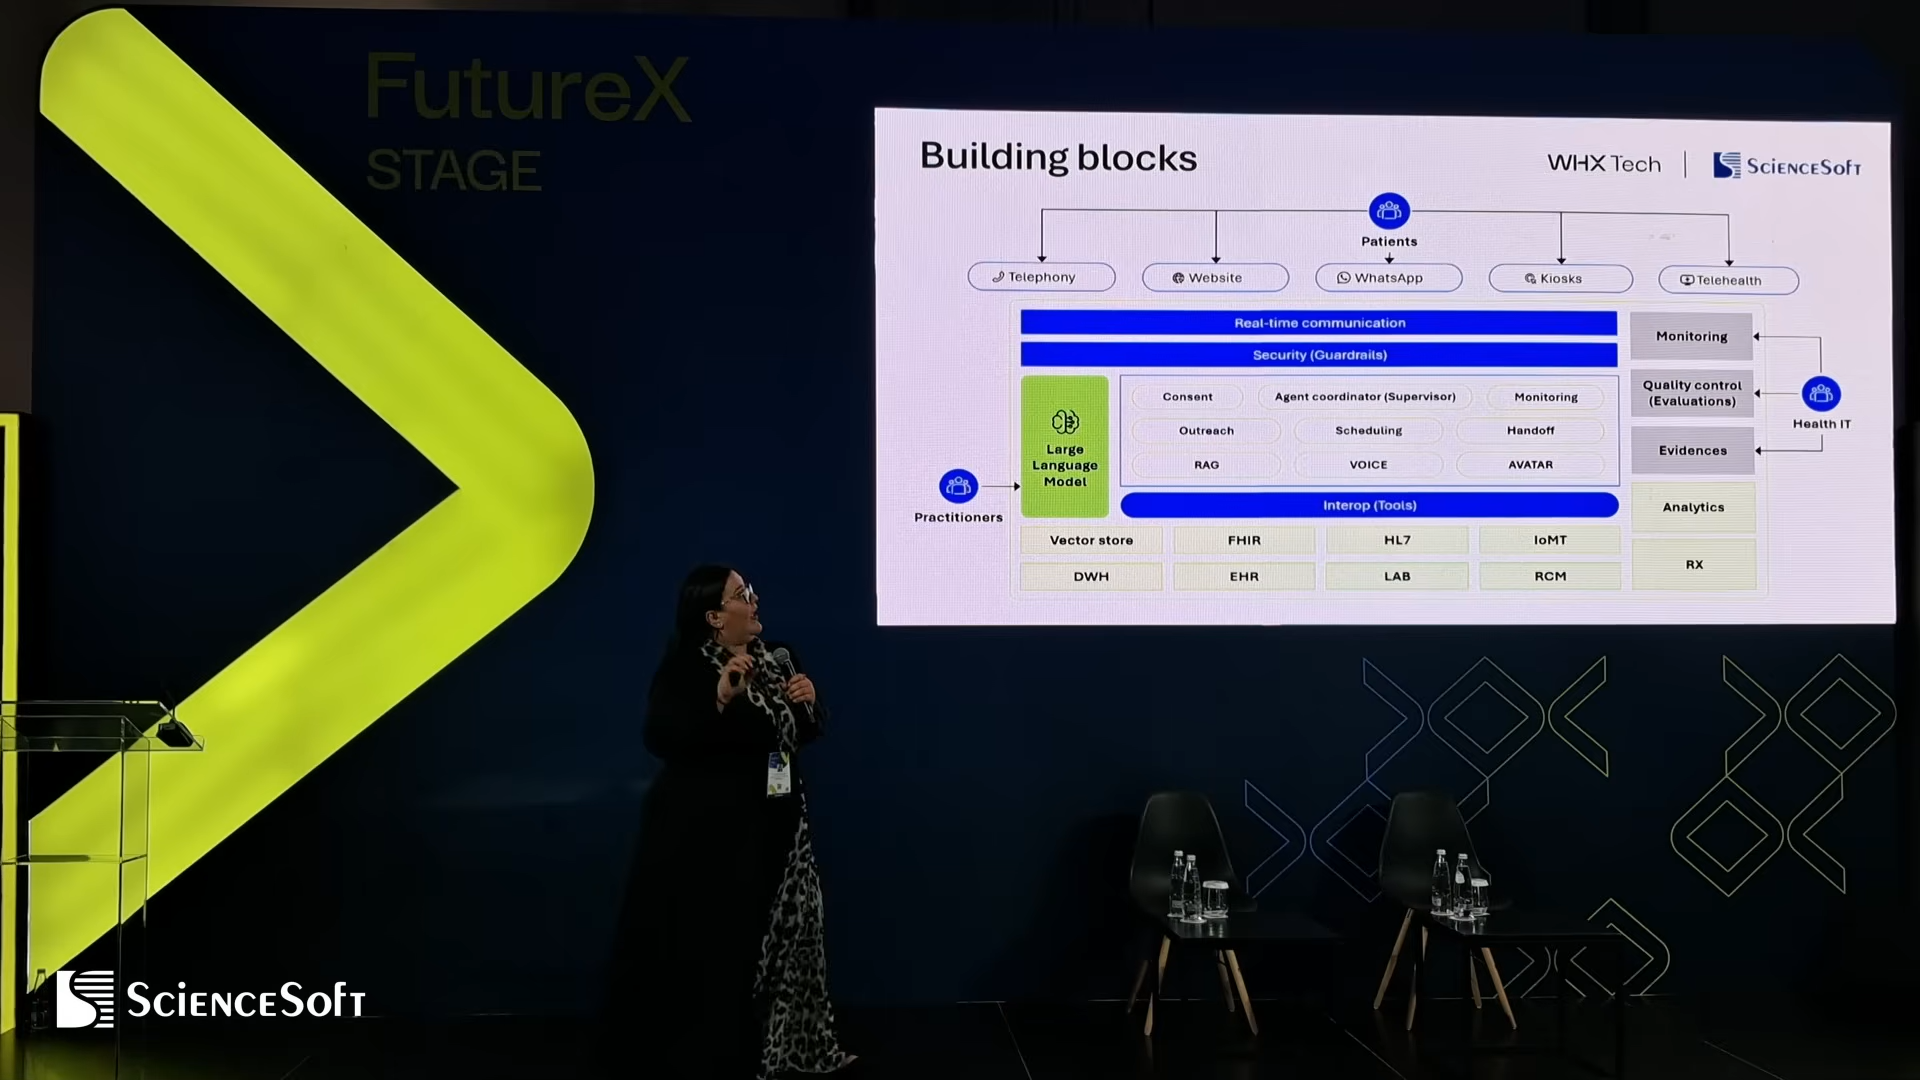 FutureX
STAGE
Building blocks
WHX Tech
SCIENCESOFT
Patients
Telephony
Website
WhatsApp
Kiosks
Telehealth
Real-time communication
Security (Guardrails)
Large
Language
Model
Consent
Agent coordinator (Supervisor)
Monitoring
Outreach
Scheduling
Handoff
RAG
VOICE
AVATAR
Interop (Tools)
Practitioners
Vector store
FHIR
HL7
IoMT
DWH
EHR
LAB
RCM
Monitoring
Quality control
(Evaluations)
Evidences
Analytics
RX
Health IT
SCIENCESOFT